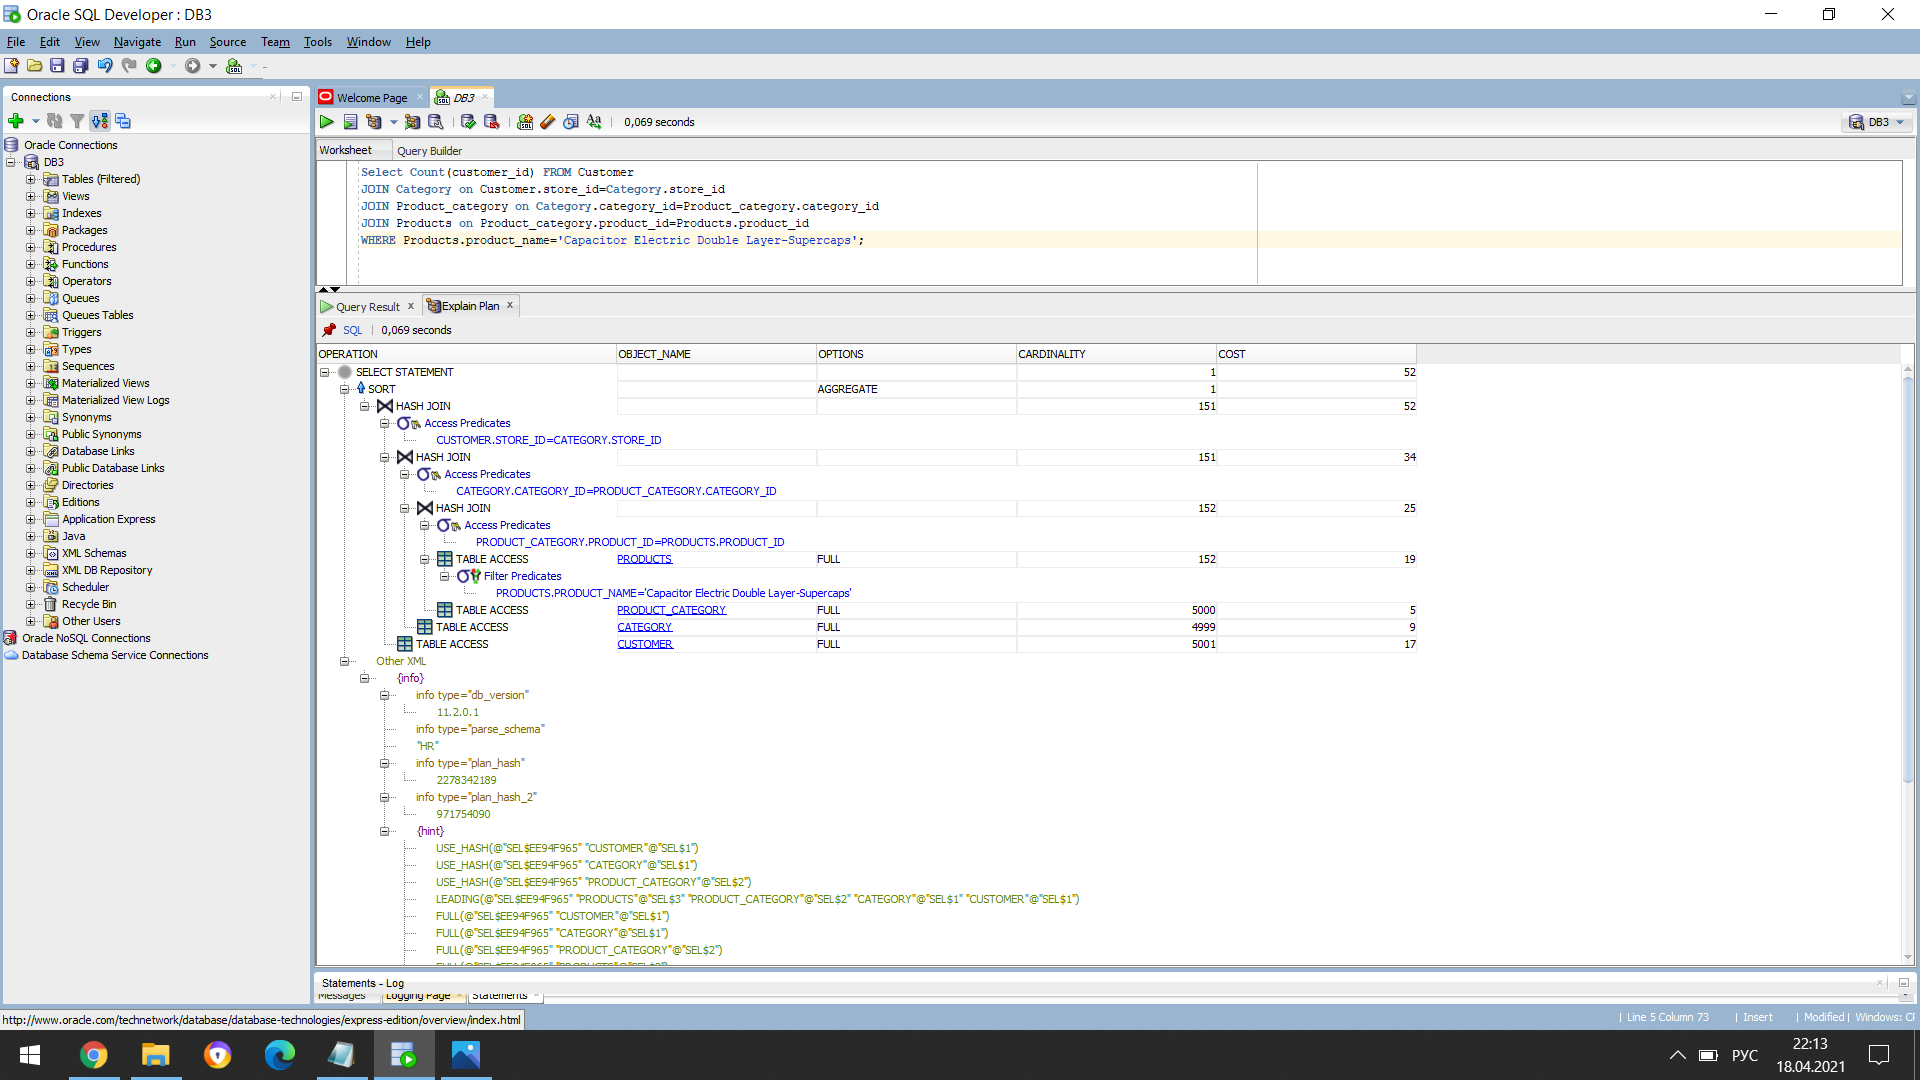 Oracle SQL Developer : DB3
File Edit View Navigate Run Source Team Tools Window Help
Connections
Oracle Connections
DB3
Tables (Filtered)
Views
Indexes
Packages
Procedures
Functions
Operators
Queues
Queues Tables
Triggers
Types
Sequences
Materialized Views
Materialized View Logs
Synonyms
Public Synonyms
Database Links
Public Database Links
Directories
Editions
Application Express
Java
XML Schemas
XML DB Repository
Scheduler
Recycle Bin
Other Users
Oracle NoSQL Connections
Database Schema Service Connections
Welcome Page DB3
0,069 seconds DB3
Worksheet Query Builder
Select Count(customer_id) FROM Customer
JOIN Category on Customer.store_id=Category.store_id
JOIN Product_category on Category.category_id=Product_category.category_id
JOIN Products on Product_category.product_id=Products.product_id
WHERE Products.product_name='Capacitor Electric Double Layer-Supercaps';
Query Result Explain Plan
SQL 0,069 seconds
OPERATION OBJECT_NAME OPTIONS CARDINALITY COST
SELECT STATEMENT 1 52
SORT AGGREGATE 1
HASH JOIN 151 52
Access Predicates
CUSTOMER.STORE_ID=CATEGORY.STORE_ID
HASH JOIN 151 34
Access Predicates
CATEGORY.CATEGORY_ID=PRODUCT_CATEGORY.CATEGORY_ID
HASH JOIN 152 25
Access Predicates
PRODUCT_CATEGORY.PRODUCT_ID=PRODUCTS.PRODUCT_ID
TABLE ACCESS PRODUCTS FULL 152 19
Filter Predicates
PRODUCTS.PRODUCT_NAME='Capacitor Electric Double Layer-Supercaps'
TABLE ACCESS PRODUCT_CATEGORY FULL 5000 5
TABLE ACCESS CATEGORY FULL 4999 9
TABLE ACCESS CUSTOMER FULL 5001 17
Other XML
{info}
info type="db_version"
11.2.0.1
info type="parse_schema"
"HR"
info type="plan_hash"
2278342189
info type="plan_hash_2"
971754090
{hint}
USE_HASH(@"SEL$EE94F965" "CUSTOMER"@"SEL$1")
USE_HASH(@"SEL$EE94F965" "CATEGORY"@"SEL$1")
USE_HASH(@"SEL$EE94F965" "PRODUCT_CATEGORY"@"SEL$2")
LEADING(@"SEL$EE94F965" "PRODUCTS"@"SEL$3" "PRODUCT_CATEGORY"@"SEL$2" "CATEGORY"@"SEL$1" "CUSTOMER"@"SEL$1")
FULL(@"SEL$EE94F965" "CUSTOMER"@"SEL$1")
FULL(@"SEL$EE94F965" "CATEGORY"@"SEL$1")
FULL(@"SEL$EE94F965" "PRODUCT_CATEGORY"@"SEL$2")
Statements - Log
Messages Logging Page Statements
http://www.oracle.com/technetwork/database/database-technologies/express-edition/overview/index.html
Line 5 Column 73 Insert Modified Windows: CR
РУС
22:13
18.04.2021